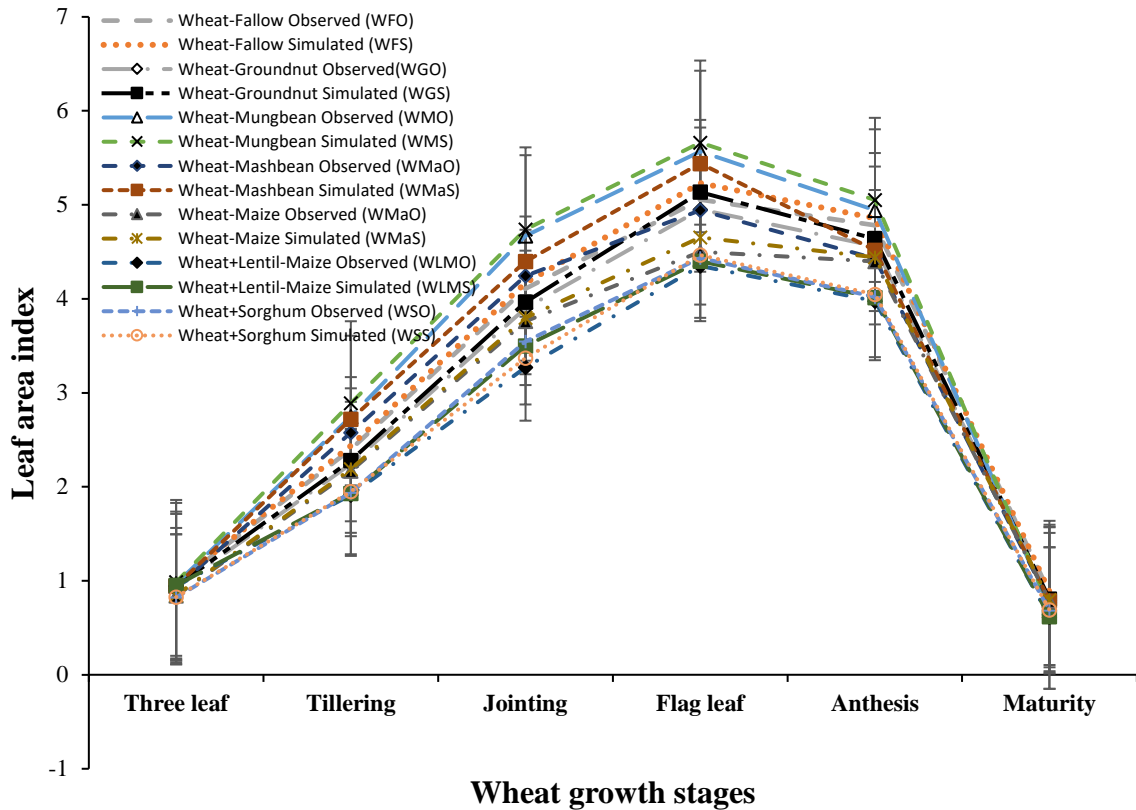 7
6
5
4
3
2
1
0
-1
Leaf area index
Wheat-Fallow Observed (WFO)
Wheat-Fallow Simulated (WFS)
Wheat-Groundnut Observed(WGO)
Wheat-Groundnut Simulated (WGS)
Wheat-Mungbean Observed (WMO)
Wheat-Mungbean Simulated (WMS)
Wheat-Mashbean Observed (WMaO)
Wheat-Mashbean Simulated (WMaS)
Wheat-Maize Observed (WMaO)
Wheat-Maize Simulated (WMaS)
Wheat+Lentil-Maize Observed (WLMO)
Wheat+Lentil-Maize Simulated (WLMS)
Wheat+Sorghum Observed (WSO)
Wheat+Sorghum Simulated (WSS)
Three leaf Tillering Jointing Flag leaf Anthesis Maturity
Wheat growth stages